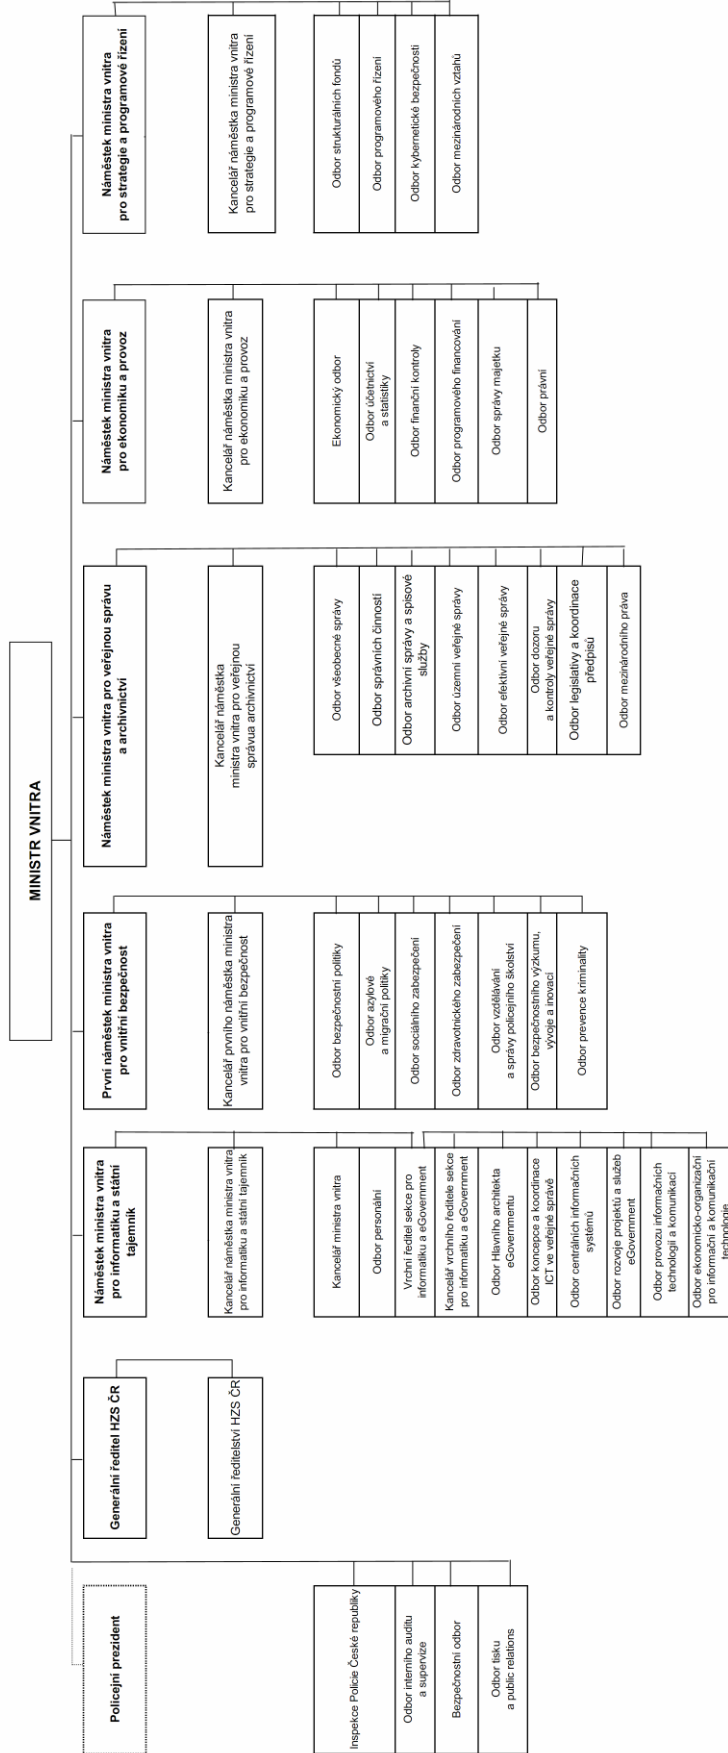 MINISTR VNITRA
Policejní prezident
Inspekce Policie České republiky
Odbor interního auditu
a supervize
Bezpečnostní odbor
Odbor tisku
a public relations
Generální ředitel HZS ČR
Generální ředitelství HZS ČR
Náměstek ministra vnitra
pro informatiku a státní
tajemník
Kancelář náměstka ministra vnitra
pro informatiku a státní tajemník
Kancelář ministra vnitra
Odbor personální
Vrchní ředitel sekce pro
informatiku a eGovernment
Kancelář vrchního ředitele sekce
pro informatiku a eGovernment
Odbor Hlavního architekta
eGovernmentu
Odbor koncepce a koordinace
ICT ve veřejné správě
Odbor centrálních informačních
systémů
Odbor rozvoje projektů a služeb
eGovernment
Odbor provozu informačních
technologií a komunikací
Odbor ekonomicko-organizační
pro informační a komunikační
technologie
První náměstek ministra vnitra
pro vnitřní bezpečnost
Kancelář prvního náměstka ministra
vnitra pro vnitřní bezpečnost
Odbor bezpečnostní politiky
Odbor azylové
a migrační politiky
Odbor sociálního zabezpečení
Odbor zdravotnického zabezpečení
Odbor vzdělávání
a správy policejního školství
Odbor bezpečnostního výzkumu,
vývoje a inovací
Odbor prevence kriminality
Náměstek ministra vnitra pro veřejnou správu
a archivnictví
Kancelář náměstka
ministra vnitra pro veřejnou
správua archivnictví
Odbor všeobecné správy
Odbor správních činností
Odbor archivní správy a spisové
služby
Odbor územní veřejné správy
Odbor efektivní veřejné správy
Odbor dozoru
a kontroly veřejné správy
Odbor legislativy a koordinace
předpisů
Odbor mezinárodního práva
Náměstek ministra vnitra
pro ekonomiku a provoz
Kancelář náměstka ministra vnitra
pro ekonomiku a provoz
Ekonomický odbor
Odbor účetnictví
a statistiky
Odbor finanční kontroly
Odbor programového financování
Odbor správy majetku
Odbor právní
Náměstek ministra vnitra
pro strategie a programové řízení
Kancelář náměstka ministra vnitra
pro strategie a programové řízení
Odbor strukturálních fondů
Odbor programového řízení
Odbor kybernetické bezpečnosti
Odbor mezinárodních vztahů